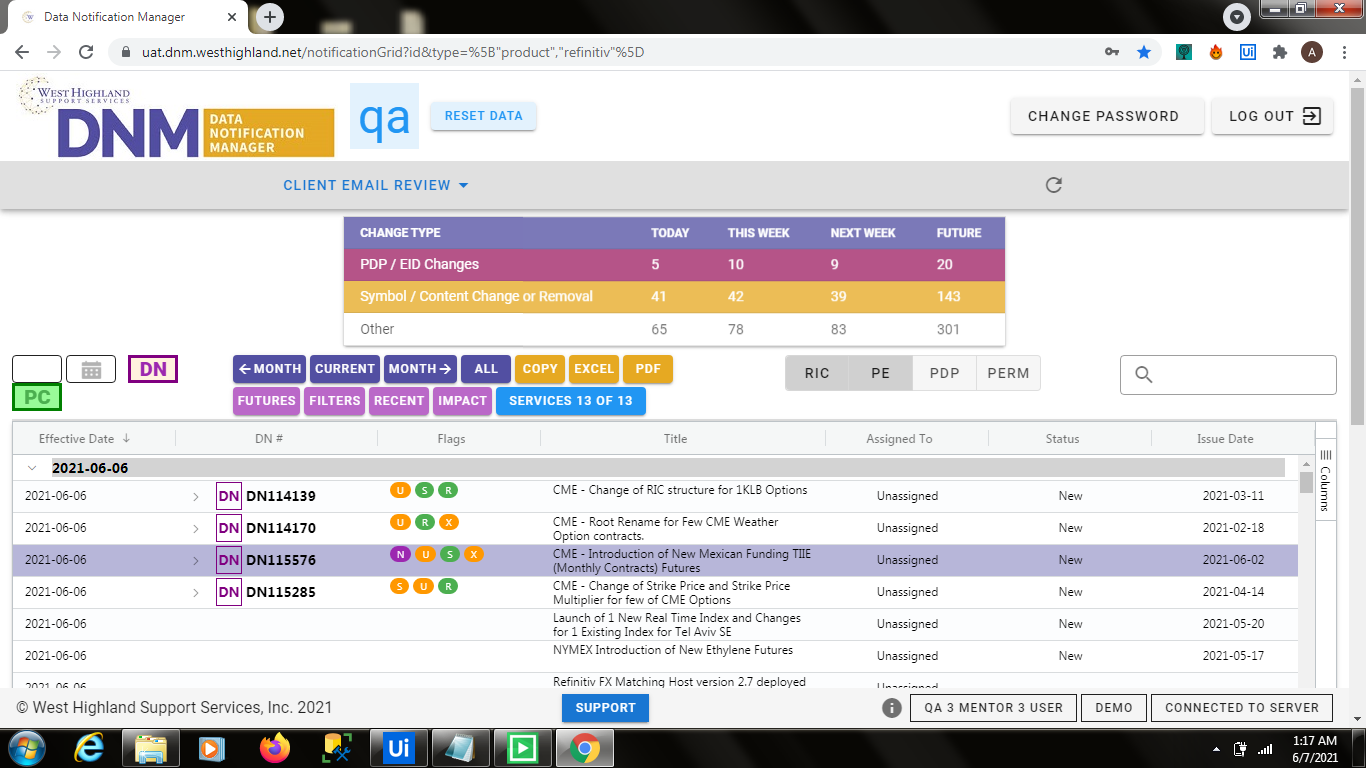 Data Notification Manager
uat.dnm.westhighland.net/notificationGrid?id&type=%5B"product","refinitiv"%5D
Ui
A
WEST HIGHLAND
SUPPORT SERVICES
DNM DATA
NOTIFICATION
MANAGER
qa
RESET DATA
CHANGE PASSWORD
LOG OUT
CLIENT EMAIL REVIEW
CHANGE TYPE TODAY THIS WEEK NEXT WEEK FUTURE
PDP / EID Changes 5 10 9 20
Symbol / Content Change or Removal 41 42 39 143
Other 65 78 83 301
DN
PC
←MONTH CURRENT MONTH→ ALL COPY EXCEL PDF
FUTURES FILTERS RECENT IMPACT SERVICES 13 OF 13
RIC PE PDP PERM
Effective Date ↓ DN # Flags Title Assigned To Status Issue Date
Columns
2021-06-06
2021-06-06 DN DN114139 U S R CME - Change of RIC structure for 1KLB Options Unassigned New 2021-03-11
2021-06-06 DN DN114170 U R X CME - Root Rename for Few CME Weather
Option contracts. Unassigned New 2021-02-18
2021-06-06 DN DN115576 N U S X CME - Introduction of New Mexican Funding TIIE
(Monthly Contracts) Futures Unassigned New 2021-06-02
2021-06-06 DN DN115285 S U R CME - Change of Strike Price and Strike Price
Multiplier for few of CME Options Unassigned New 2021-04-14
2021-06-06 Launch of 1 New Real Time Index and Changes
for 1 Existing Index for Tel Aviv SE Unassigned New 2021-05-20
2021-06-06 NYMEX Introduction of New Ethylene Futures Unassigned New 2021-05-17
2021-06-06 Refinitiv FX Matching Host version 2.7 deployed Unassigned
© West Highland Support Services, Inc. 2021
SUPPORT
QA 3 MENTOR 3 USER
DEMO
CONNECTED TO SERVER
Ui
1:17 AM
6/7/2021